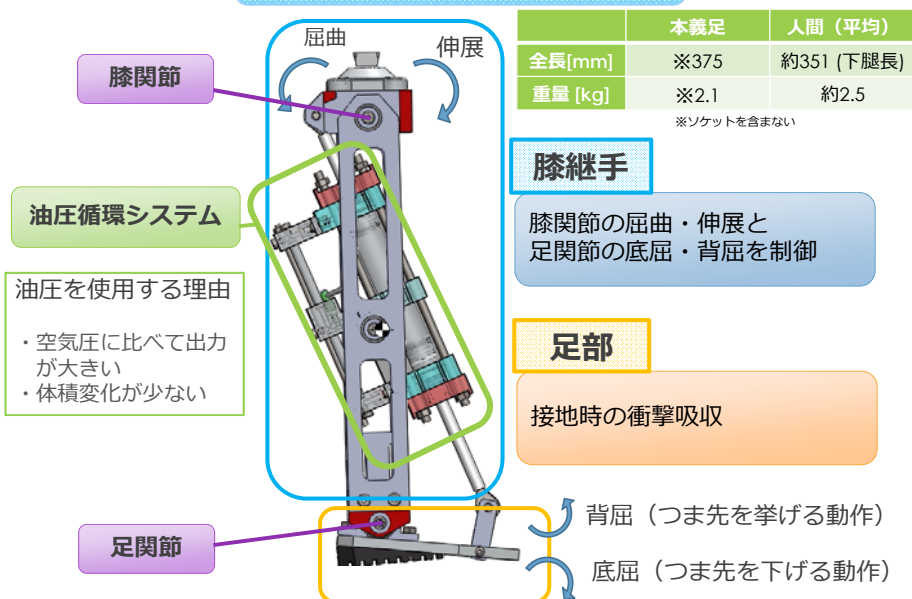 屈曲
伸展
膝関節
本義足 人間（平均）
全長[mm] ※375 約351 (下腿長)
重量 [kg] ※2.1 約2.5
※ソケットを含まない
膝継手
膝関節の屈曲・伸展と
足関節の底屈・背屈を制御
油圧循環システム
油圧を使用する理由
・空気圧に比べて出力
が大きい
・体積変化が少ない
足部
接地時の衝撃吸収
足関節
背屈（つま先を挙げる動作）
底屈（つま先を下げる動作）